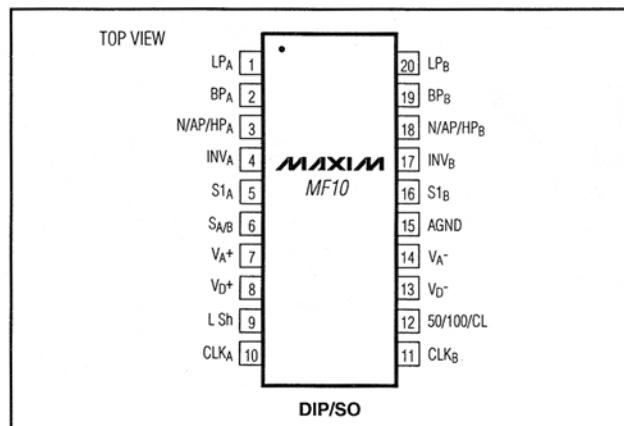 TOP VIEW
LPA 1
BPA 2
N/AP/HPA 3
INVA 4
S1A 5
SA/B 6
VA+ 7
VD+ 8
L Sh 9
CLKA 10
MAXIM
MF10
20 LPB
19 BPB
18 N/AP/HPB
17 INVB
16 S1B
15 AGND
14 VA-
13 VD-
12 50/100/CL
11 CLKB
DIP/SO